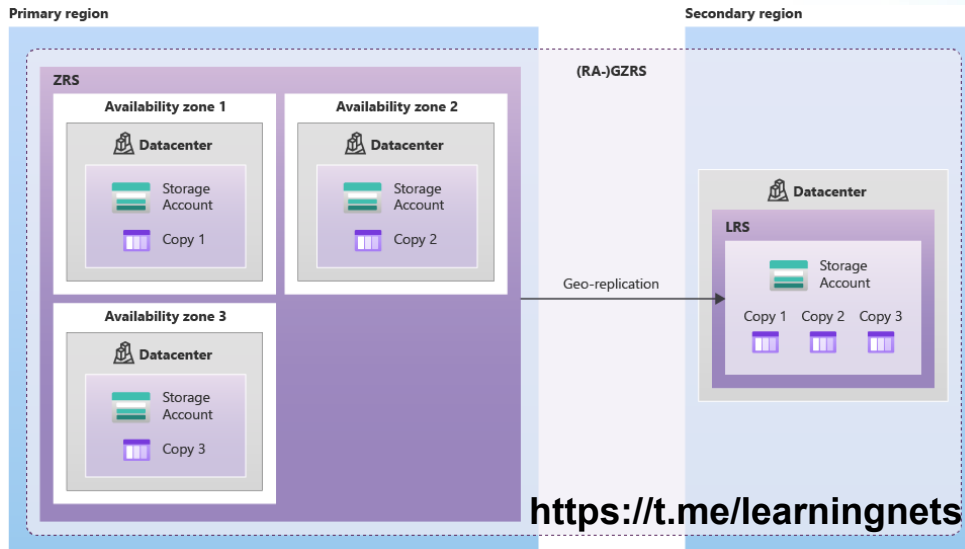 Primary region
Secondary region
(RA-)GZRS
ZRS
Availability zone 1
Datacenter
Storage
Account
Copy 1
Availability zone 2
Datacenter
Storage
Account
Copy 2
Availability zone 3
Datacenter
Storage
Account
Copy 3
Geo-replication
Datacenter
LRS
Storage
Account
Copy 1 Copy 2 Copy 3
https://t.me/learningnets